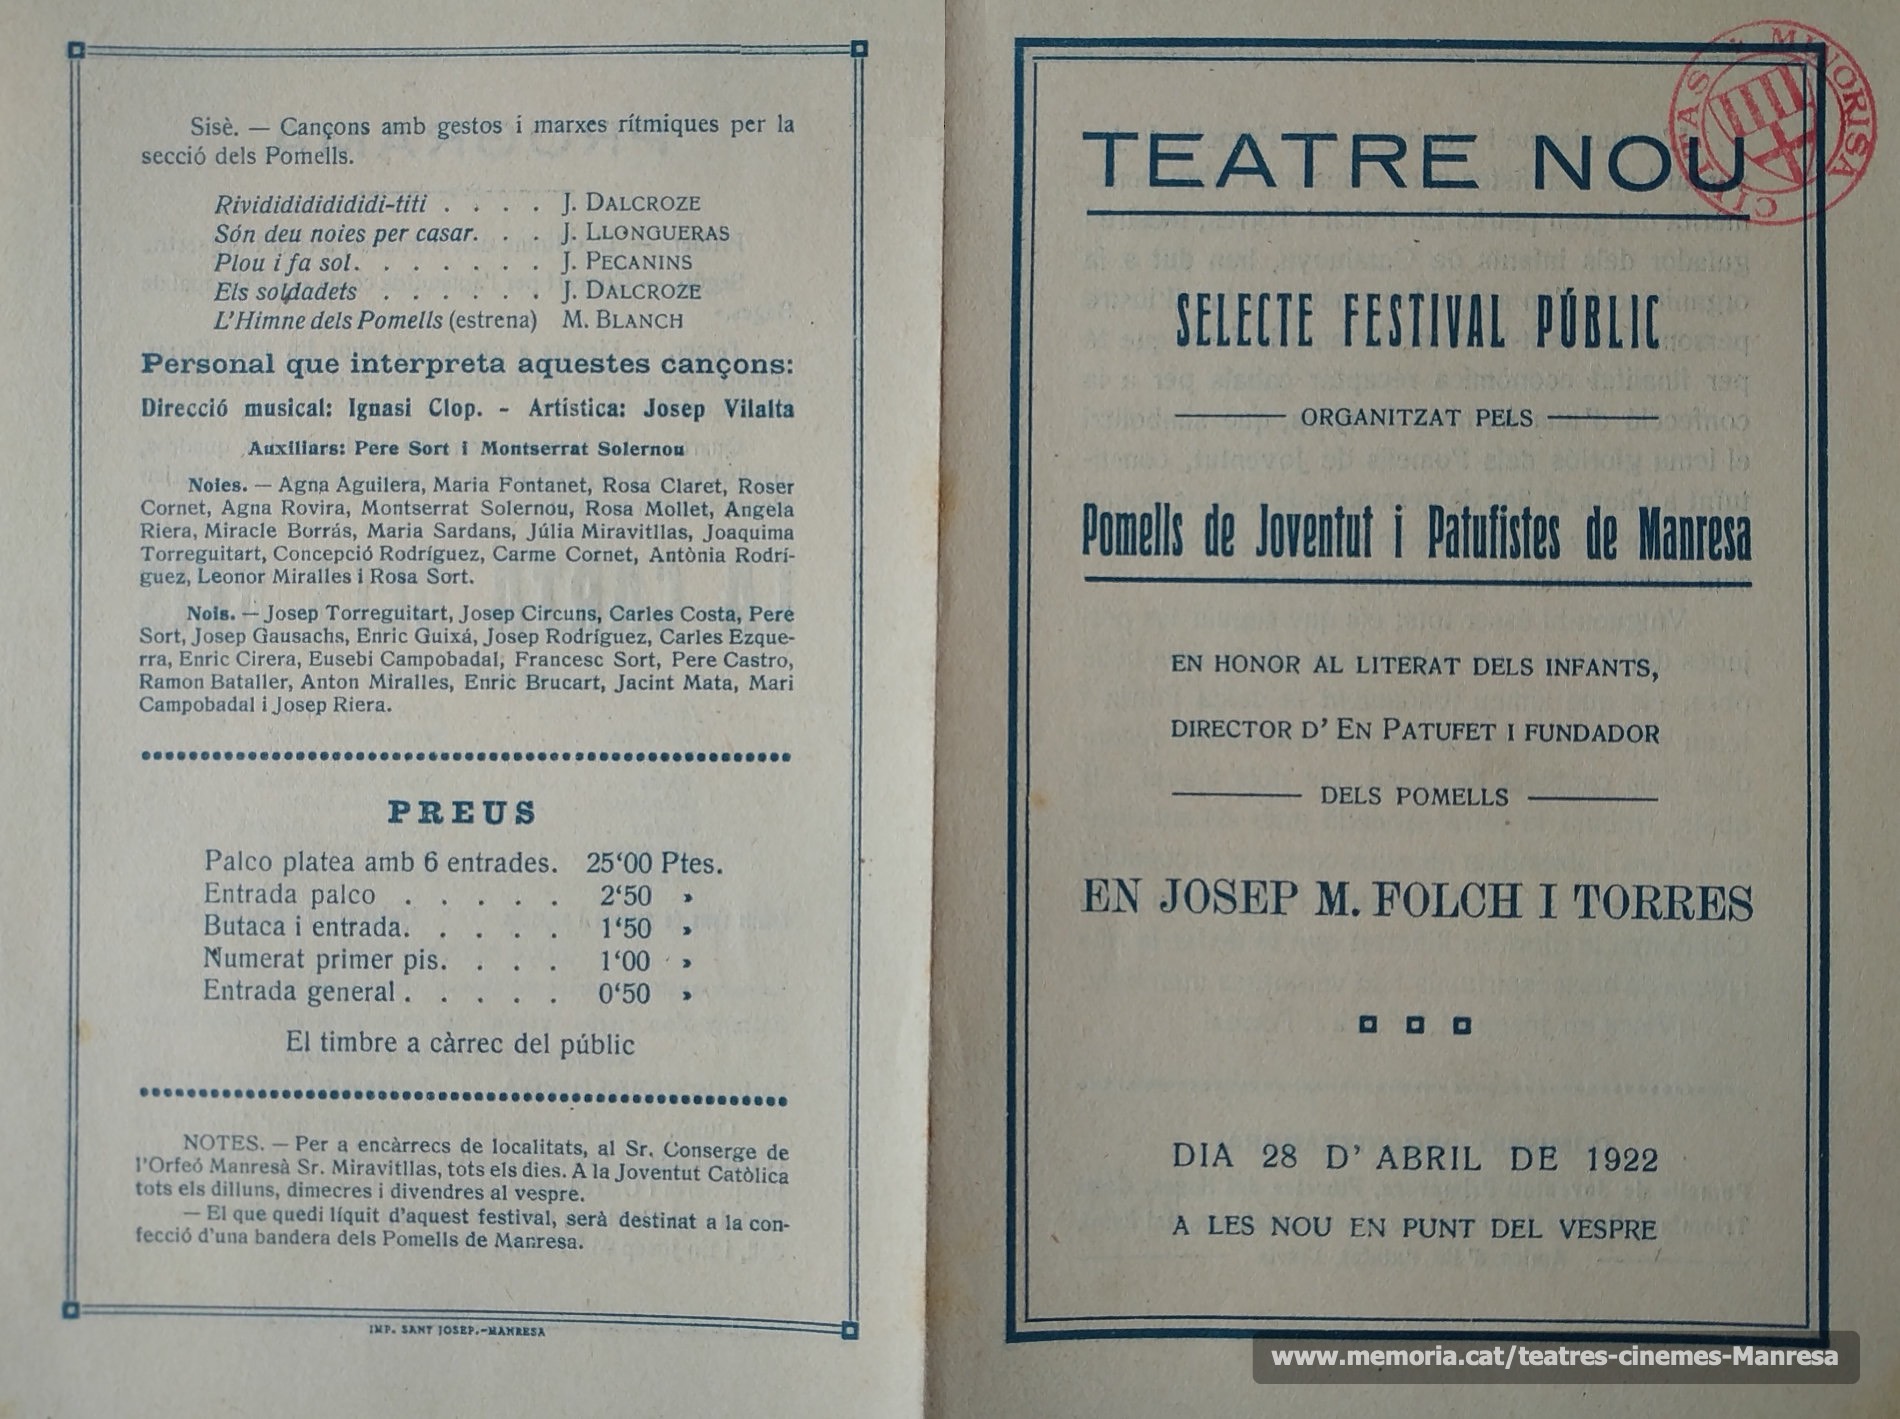 Sisè. — Cançons amb gestos i marxes rítmiques per la
secció dels Pomells.
Rivididididididi-titi . . . . J. DALCROZE
Són deu noies per casar. . . J. LLONGUERAS
Plou i fa sol. . . . . . . J. PECANINS
Els soldadets . . . . . . J. DALCROZE
L'Himne dels Pomells (estrena) M. BLANCH
Personal que interpreta aquestes cançons:
Direcció musical: Ignasi Clop. - Artística: Josep Vilalta
Auxiliars: Pere Sort i Montserrat Solernou
Noies. — Agna Aguilera, Maria Fontanet, Rosa Claret, Roser
Cornet, Agna Rovira, Montserrat Solernou, Rosa Mollet, Angela
Riera, Miracle Borrás, Maria Sardans, Júlia Miravitllas, Joaquima
Torreguitart, Concepció Rodríguez, Carme Cornet, Antònia Rodrí-
guez, Leonor Miralles i Rosa Sort.
Nois. — Josep Torreguitart, Josep Circuns, Carles Costa, Pere
Sort, Josep Gausachs, Enric Guixá, Josep Rodríguez, Carles Ezque-
rra, Enric Cirera, Eusebi Campobadal, Francesc Sort, Pere Castro,
Ramon Bataller, Anton Miralles, Enric Brucart, Jacint Mata, Mari
Campobadal i Josep Riera.
PREUS
Palco platea amb 6 entrades. 25‘00 Ptes.
Entrada palco . . . . . 2‘50 »
Butaca i entrada. . . . . 1‘50 »
Numerat primer pis. . . . 1‘00 »
Entrada general . . . . . 0‘50 »
El timbre a càrrec del públic
NOTES. — Per a encàrrecs de localitats, al Sr. Conserge de
l'Orfeó Manresà Sr. Miravitllas, tots els dies. A la Joventut Catòlica
tots els dilluns, dimecres i divendres al vespre.
— El que quedi líquit d'aquest festival, serà destinat a la con-
fecció d'una bandera dels Pomells de Manresa.
IMP. SANT JOSEP.-MANRESA
CIVITAS MINORISA
TEATRE NOU
SELECTE FESTIVAL PÚBLIC
ORGANITZAT PELS
Pomells de Joventut i Patufistes de Manresa
EN HONOR AL LITERAT DELS INFANTS,
DIRECTOR D' EN PATUFET I FUNDADOR
DELS POMELLS
EN JOSEP M. FOLCH I TORRES
DIA 28 D' ABRIL DE 1922
A LES NOU EN PUNT DEL VESPRE
www.memoria.cat/teatres-cinemes-Manresa